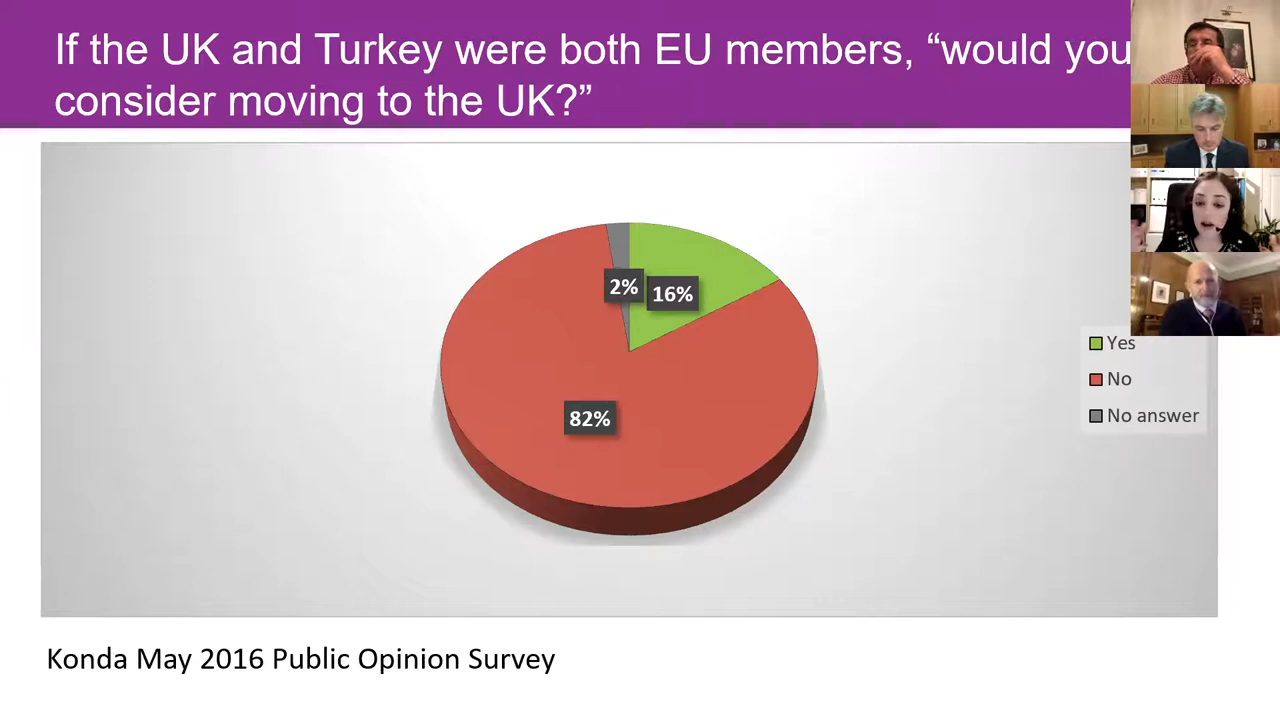 If the UK and Turkey were both EU members, “would you
consider moving to the UK?”
2%
16%
82%
Yes
No
No answer
Konda May 2016 Public Opinion Survey